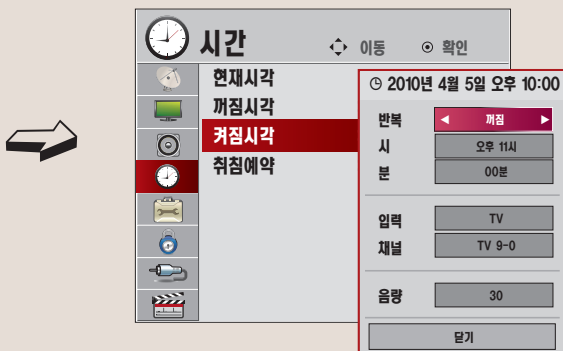 시간 이동 확인
현재시각
꺼짐시각
켜짐시각
취침예약
2010년 4월 5일 오후 10:00
반복 꺼짐
시 오후 11시
분 00분
입력 TV
채널 TV 9-0
음량 30
닫기